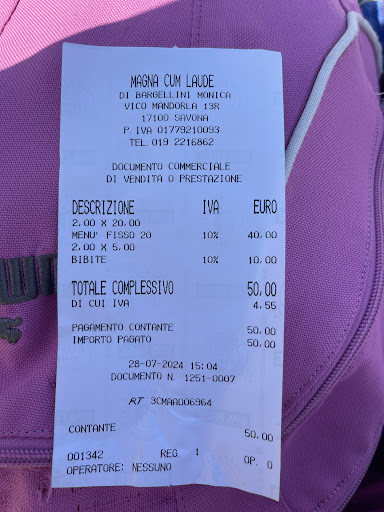 MAGNA CUM LAUDE
DI BARGELLINI MONICA
VICO MANDORLA 13R
17100 SAVONA
P.IVA 01779210093
TEL.019 2216862
DOCUMENTO COMMERCIALE
DI VENDITA O PRESTAZIONE
DESCRIZIONE IVA EURO
2,00 X 20,00
MENU' FISSO 20 10% 40,00
2,00 X 5,00
BIBITE 10% 10,00
TOTALE COMPLESSIVO 50,00
DI CUI IVA 4,55
PAGAMENTO CONTANTE 50,00
IMPORTO PAGATO 50,00
28-07-2024 15:04
DOCUMENTO N. 1251-0007
RT 3CMAAQ06964
CONTANTE 50,00
001342 REG. 1 OP. 0
OPERATORE: NESSUNO